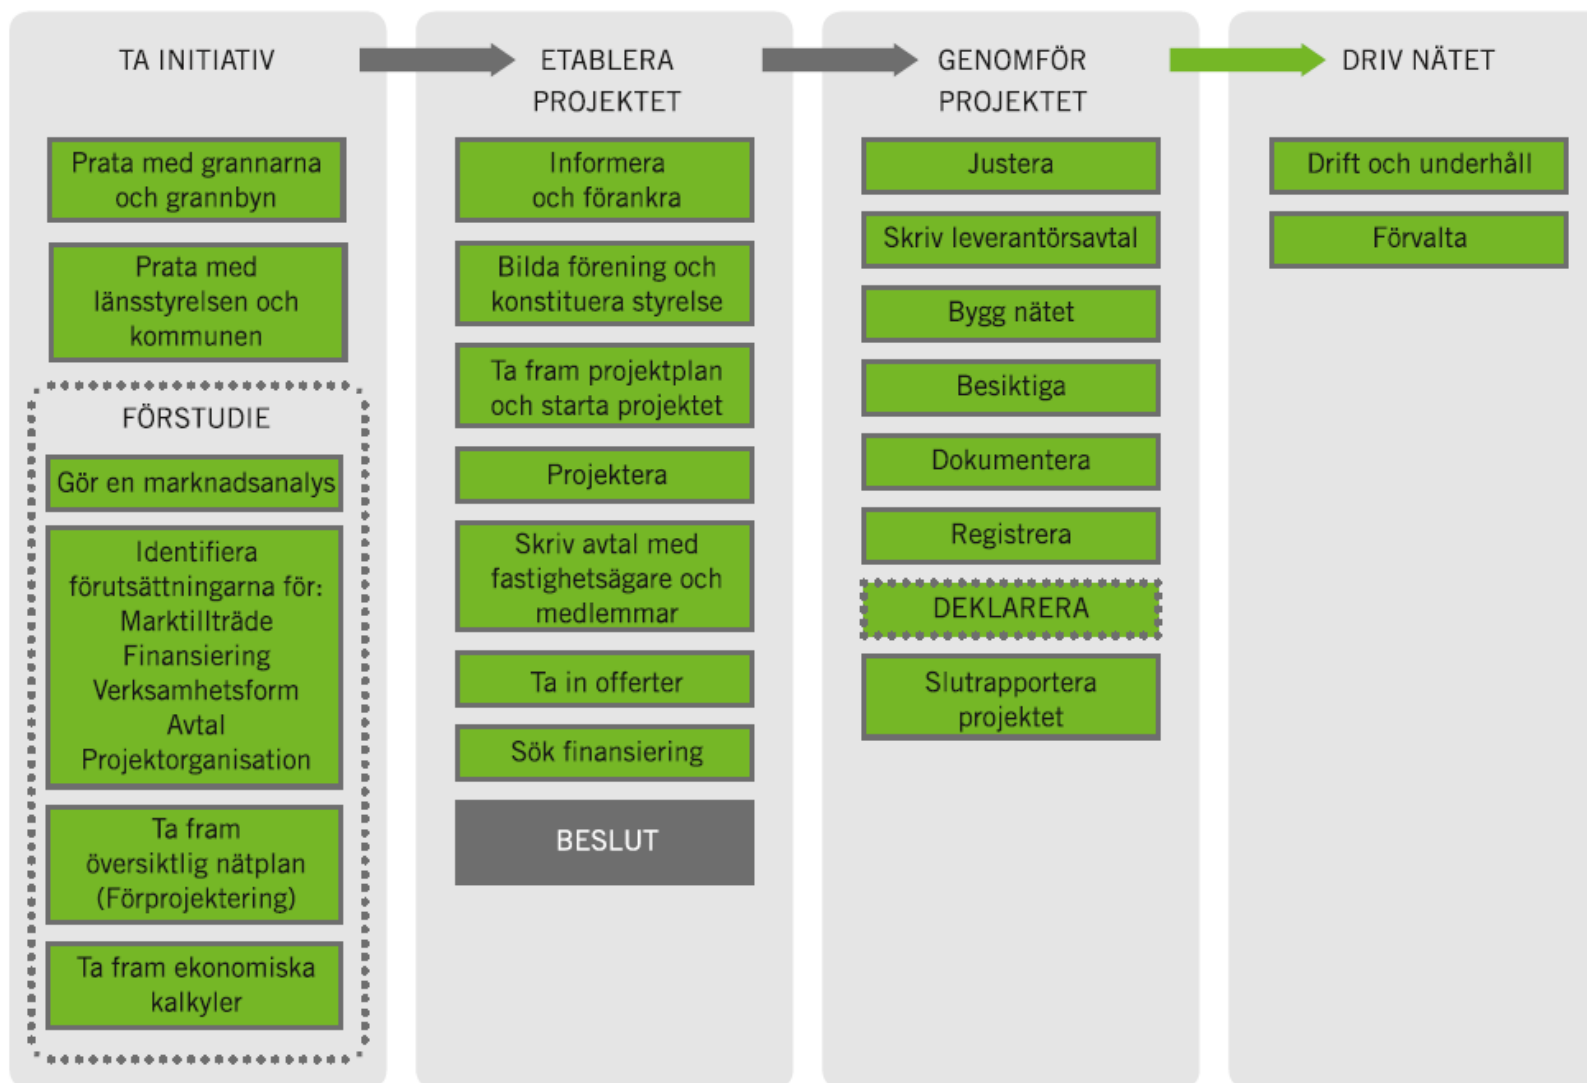 TA INITIATIV
Prata med grannarna
och grannbyn
Prata med
länsstyrelsen och
kommunen
FÖRSTUDIE
Gör en marknadsanalys
Identifiera
förutsättningarna för:
Marktillträde
Finansiering
Verksamhetsform
Avtal
Projektorganisation
Ta fram
översiktlig nätplan
(Förprojektering)
Ta fram ekonomiska
kalkyler
ETABLERA
PROJEKTET
Informera
och förankra
Bilda förening och
konstituera styrelse
Ta fram projektplan
och starta projektet
Projektera
Skriv avtal med
fastighetsägare och
medlemmar
Ta in offerter
Sök finansiering
BESLUT
GENOMFÖR
PROJEKTET
Justera
Skriv leverantörsavtal
Bygg nätet
Besiktiga
Dokumentera
Registrera
DEKLARERA
Slutrapportera
projektet
DRIV NÄTET
Drift och underhåll
Förvalta